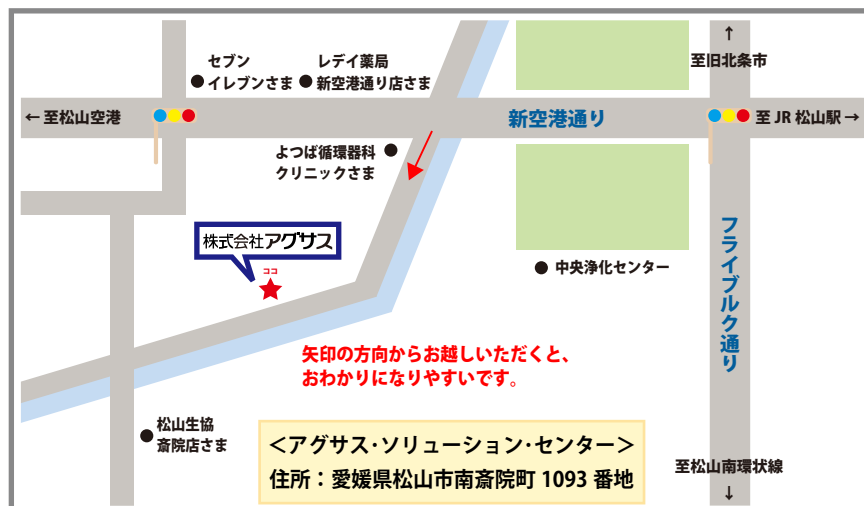 ↑
至旧北条市
セブン
イレブンさま
レデイ薬局
新空港通り店さま
← 至松山空港
新空港通り
至 JR 松山駅 →
よつば循環器科
クリニックさま
株式会社アグサス
ココ
中央浄化センター
フライブルク通り
矢印の方向からお越しいただくと、
おわかりになりやすいです。
松山生協
斎院店さま
<アグサス・ソリューション・センター>
住所：愛媛県松山市南斎院町 1093 番地
至松山南環状線
↓